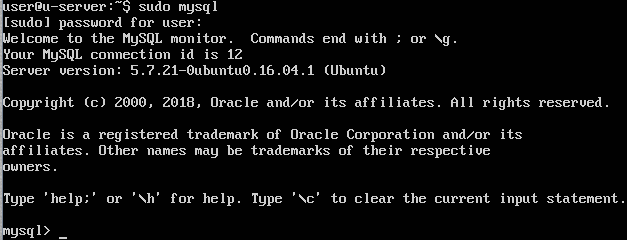 user@u-server:~$ sudo mysql
[sudo] password for user:
Welcome to the MySQL monitor.  Commands end with ; or \g.
Your MySQL connection id is 12
Server version: 5.7.21-0ubuntu0.16.04.1 (Ubuntu)
Copyright (c) 2000, 2018, Oracle and/or its affiliates. All rights reserved.
Oracle is a registered trademark of Oracle Corporation and/or its
affiliates. Other names may be trademarks of their respective
owners.
Type 'help;' or '\h' for help. Type '\c' to clear the current input statement.
mysql> _